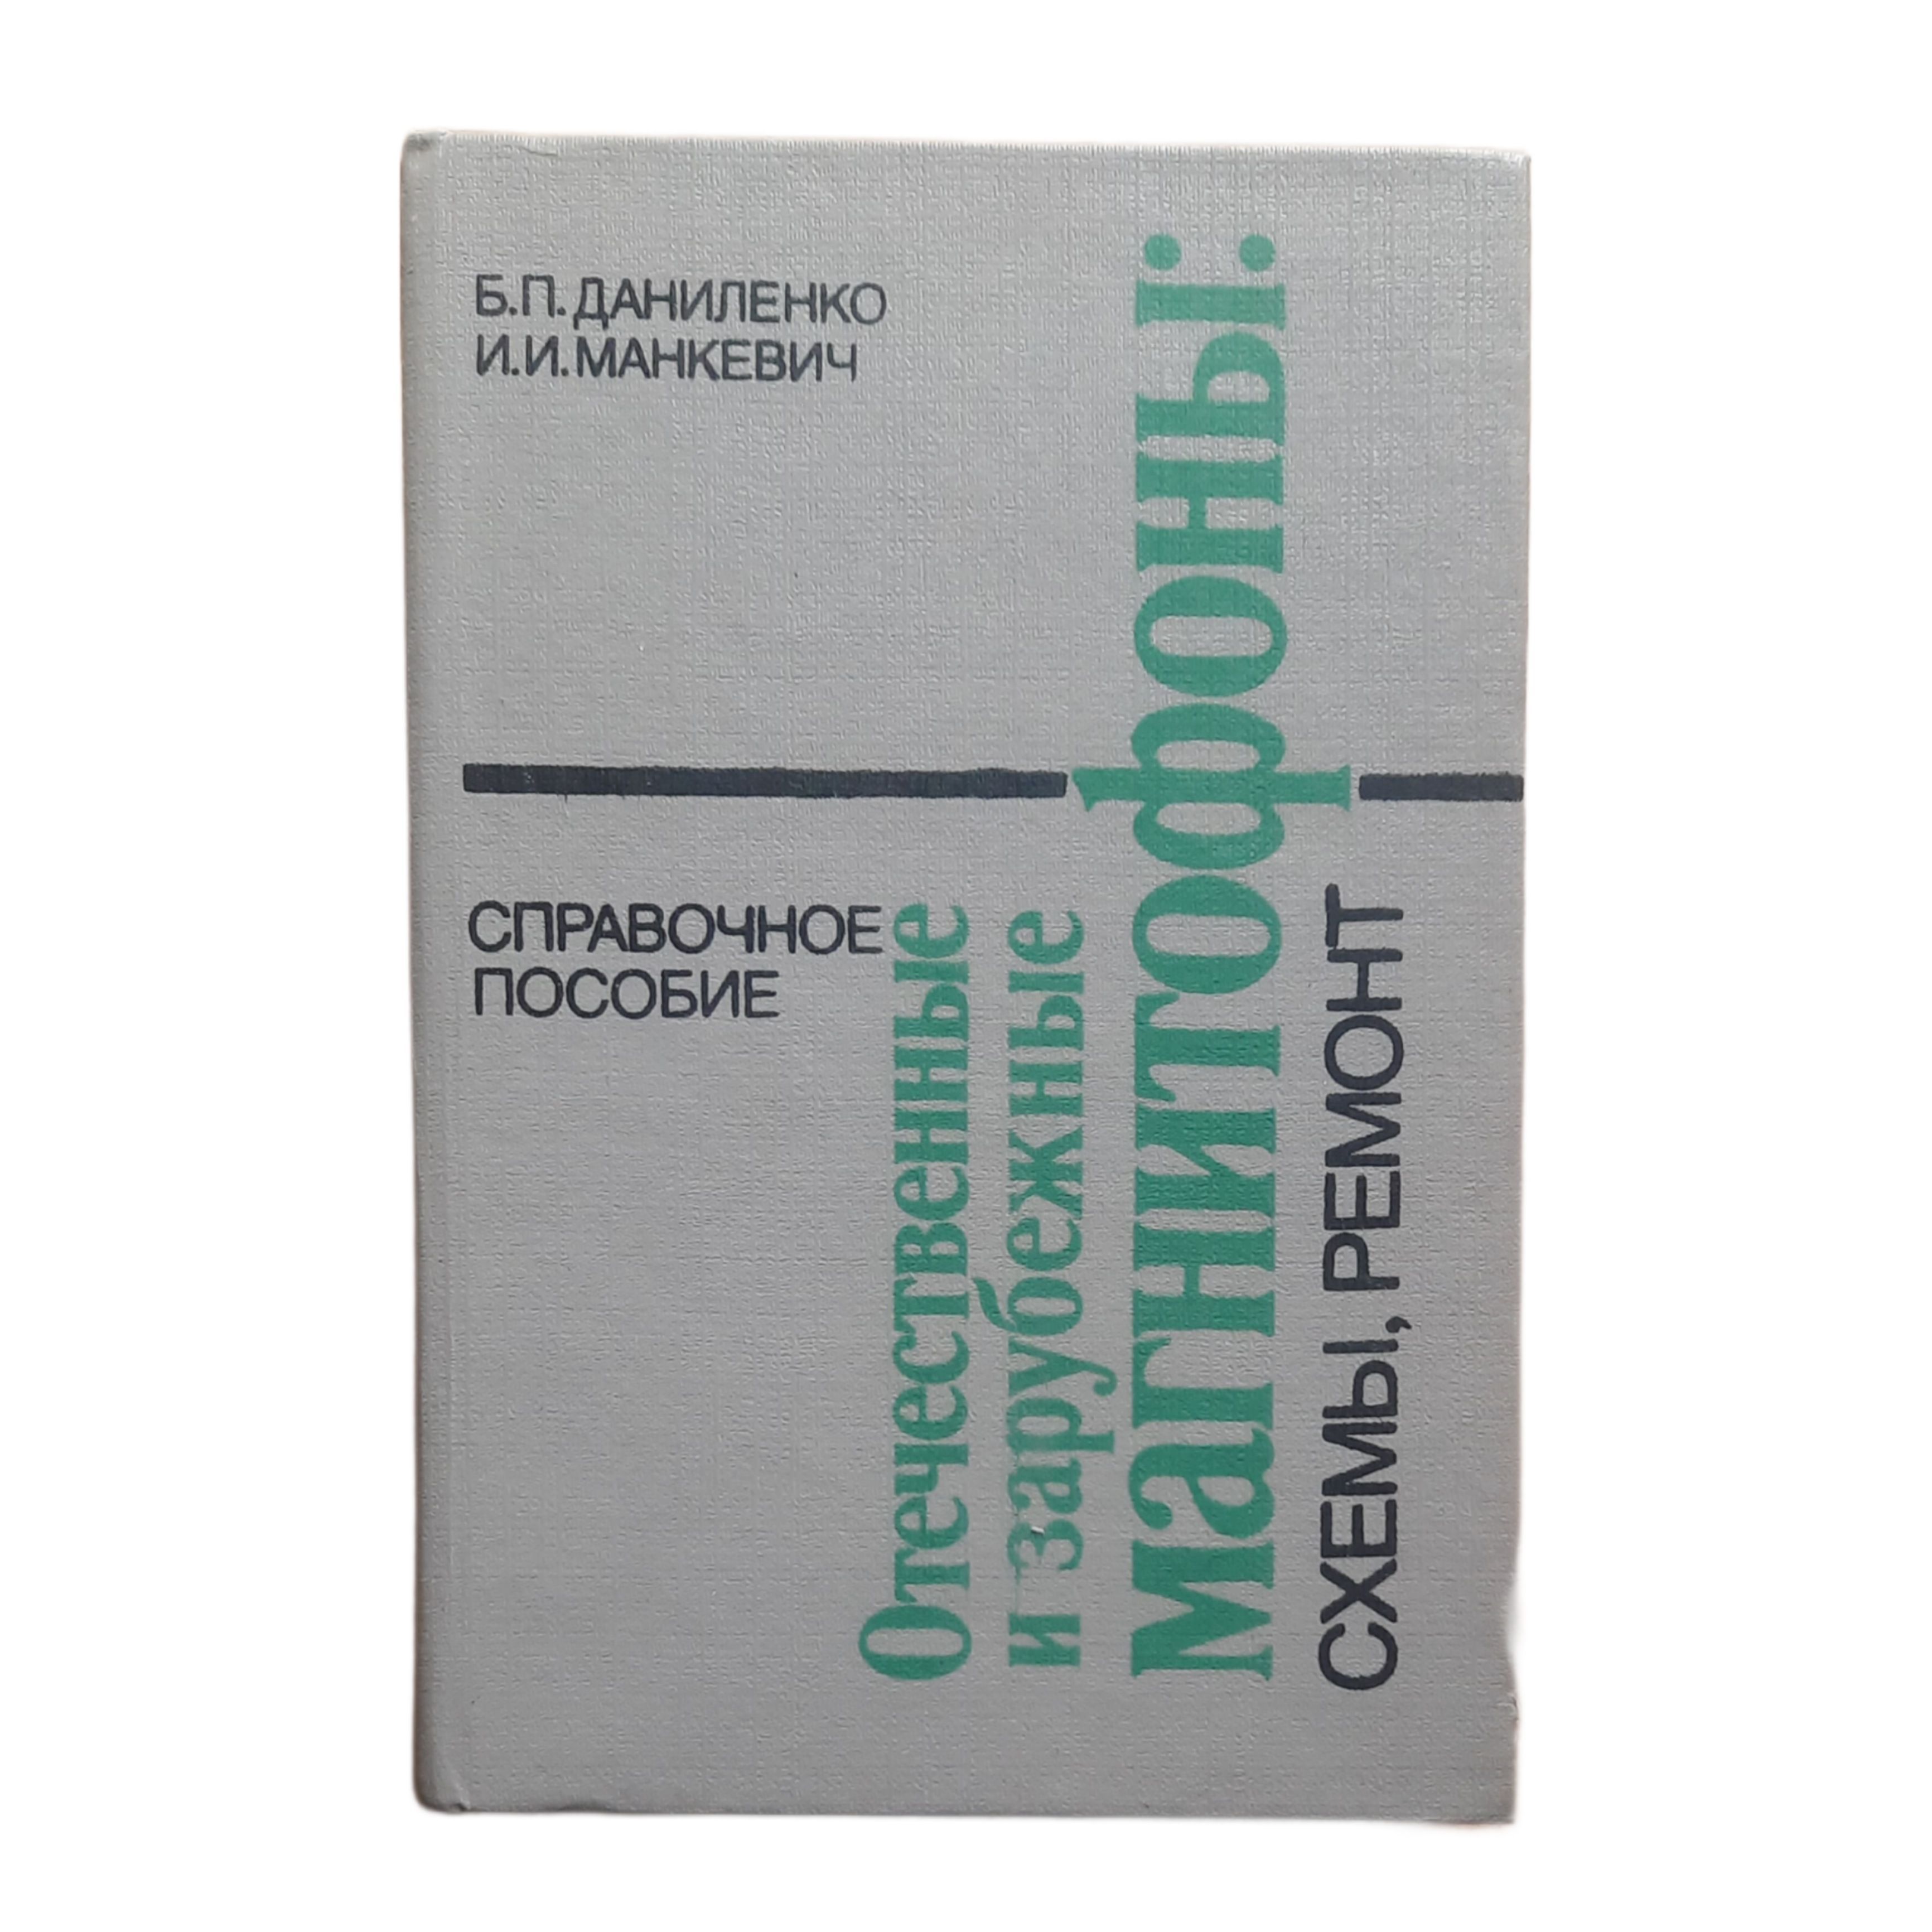 Б.П.ДАНИЛЕНКО
И.И.МАНКЕВИЧ
СПРАВОЧНОЕ
ПОСОБИЕ
Отечественные
и зарубежные
магнитофоны:
СХЕМЫ, РЕМОНТ